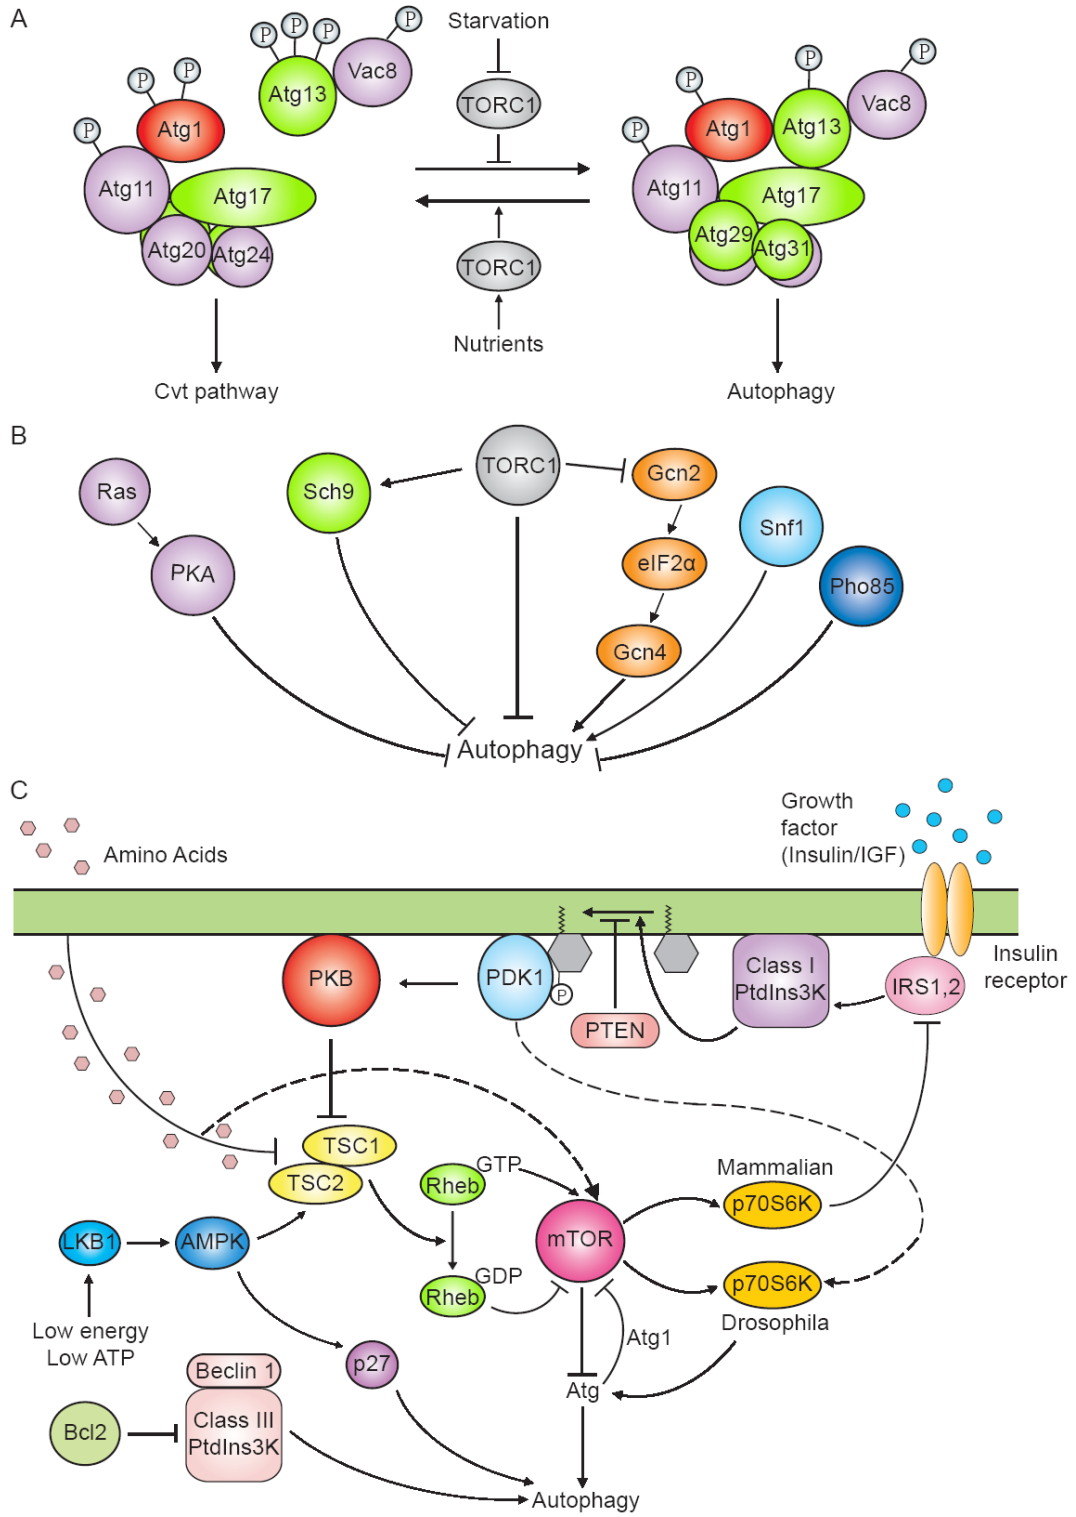 A
P
P
P
P
P
P
P
Atg1
Atg13
Vac8
Atg11
Atg17
Atg20
Atg24
Cvt pathway
Starvation
TORC1
TORC1
Nutrients
P
P
P
P
Atg1
Atg13
Vac8
Atg11
Atg17
Atg29
Atg31
Autophagy
B
Ras
PKA
Sch9
TORC1
Gcn2
eIF2α
Gcn4
Snf1
Pho85
Autophagy
C
Amino Acids
Growth
factor
(Insulin/IGF)
Insulin
receptor
PKB
PDK1
P
PTEN
Class I
PtdIns3K
IRS1,2
TSC1
TSC2
Rheb
GTP
Rheb
GDP
mTOR
Mammalian
p70S6K
p70S6K
Drosophila
LKB1
AMPK
Low energy
Low ATP
p27
Atg1
Atg
Beclin 1
Bcl2
Class III
PtdIns3K
Autophagy